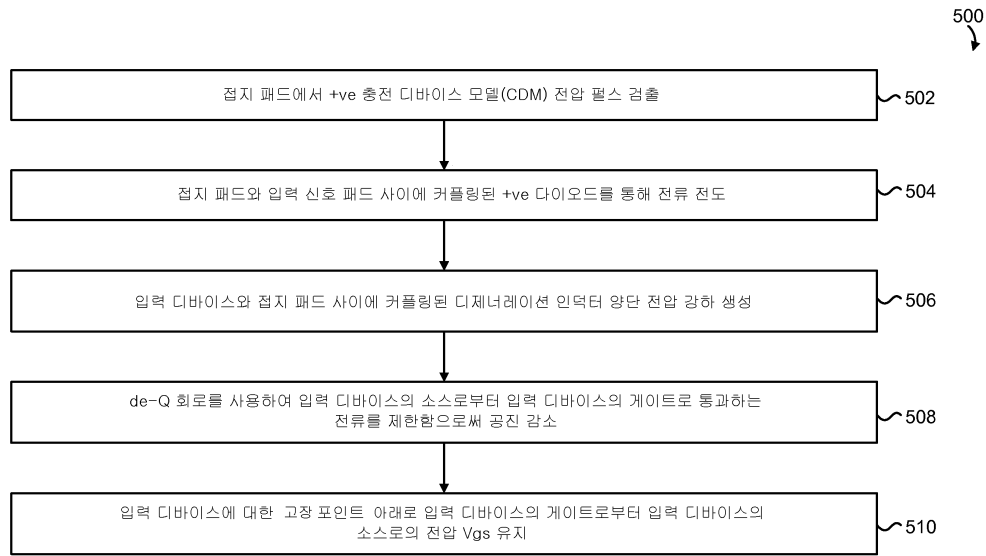 500
접지 패드에서 +ve 충전 디바이스 모델(CDM) 전압 펄스 검출
502
접지 패드와 입력 신호 패드 사이에 커플링된 +ve 다이오드를 통해 전류 전도
504
입력 디바이스와 접지 패드 사이에 커플링된 디제너레이션 인덕터 양단 전압 강하 생성
506
de-Q 회로를 사용하여 입력 디바이스의 소스로부터 입력 디바이스의 게이트로 통과하는
전류를 제한함으로써 공진 감소
508
입력 디바이스에 대한 고장 포인트 아래로 입력 디바이스의 게이트로부터 입력 디바이스의
소스로의 전압 Vgs 유지
510